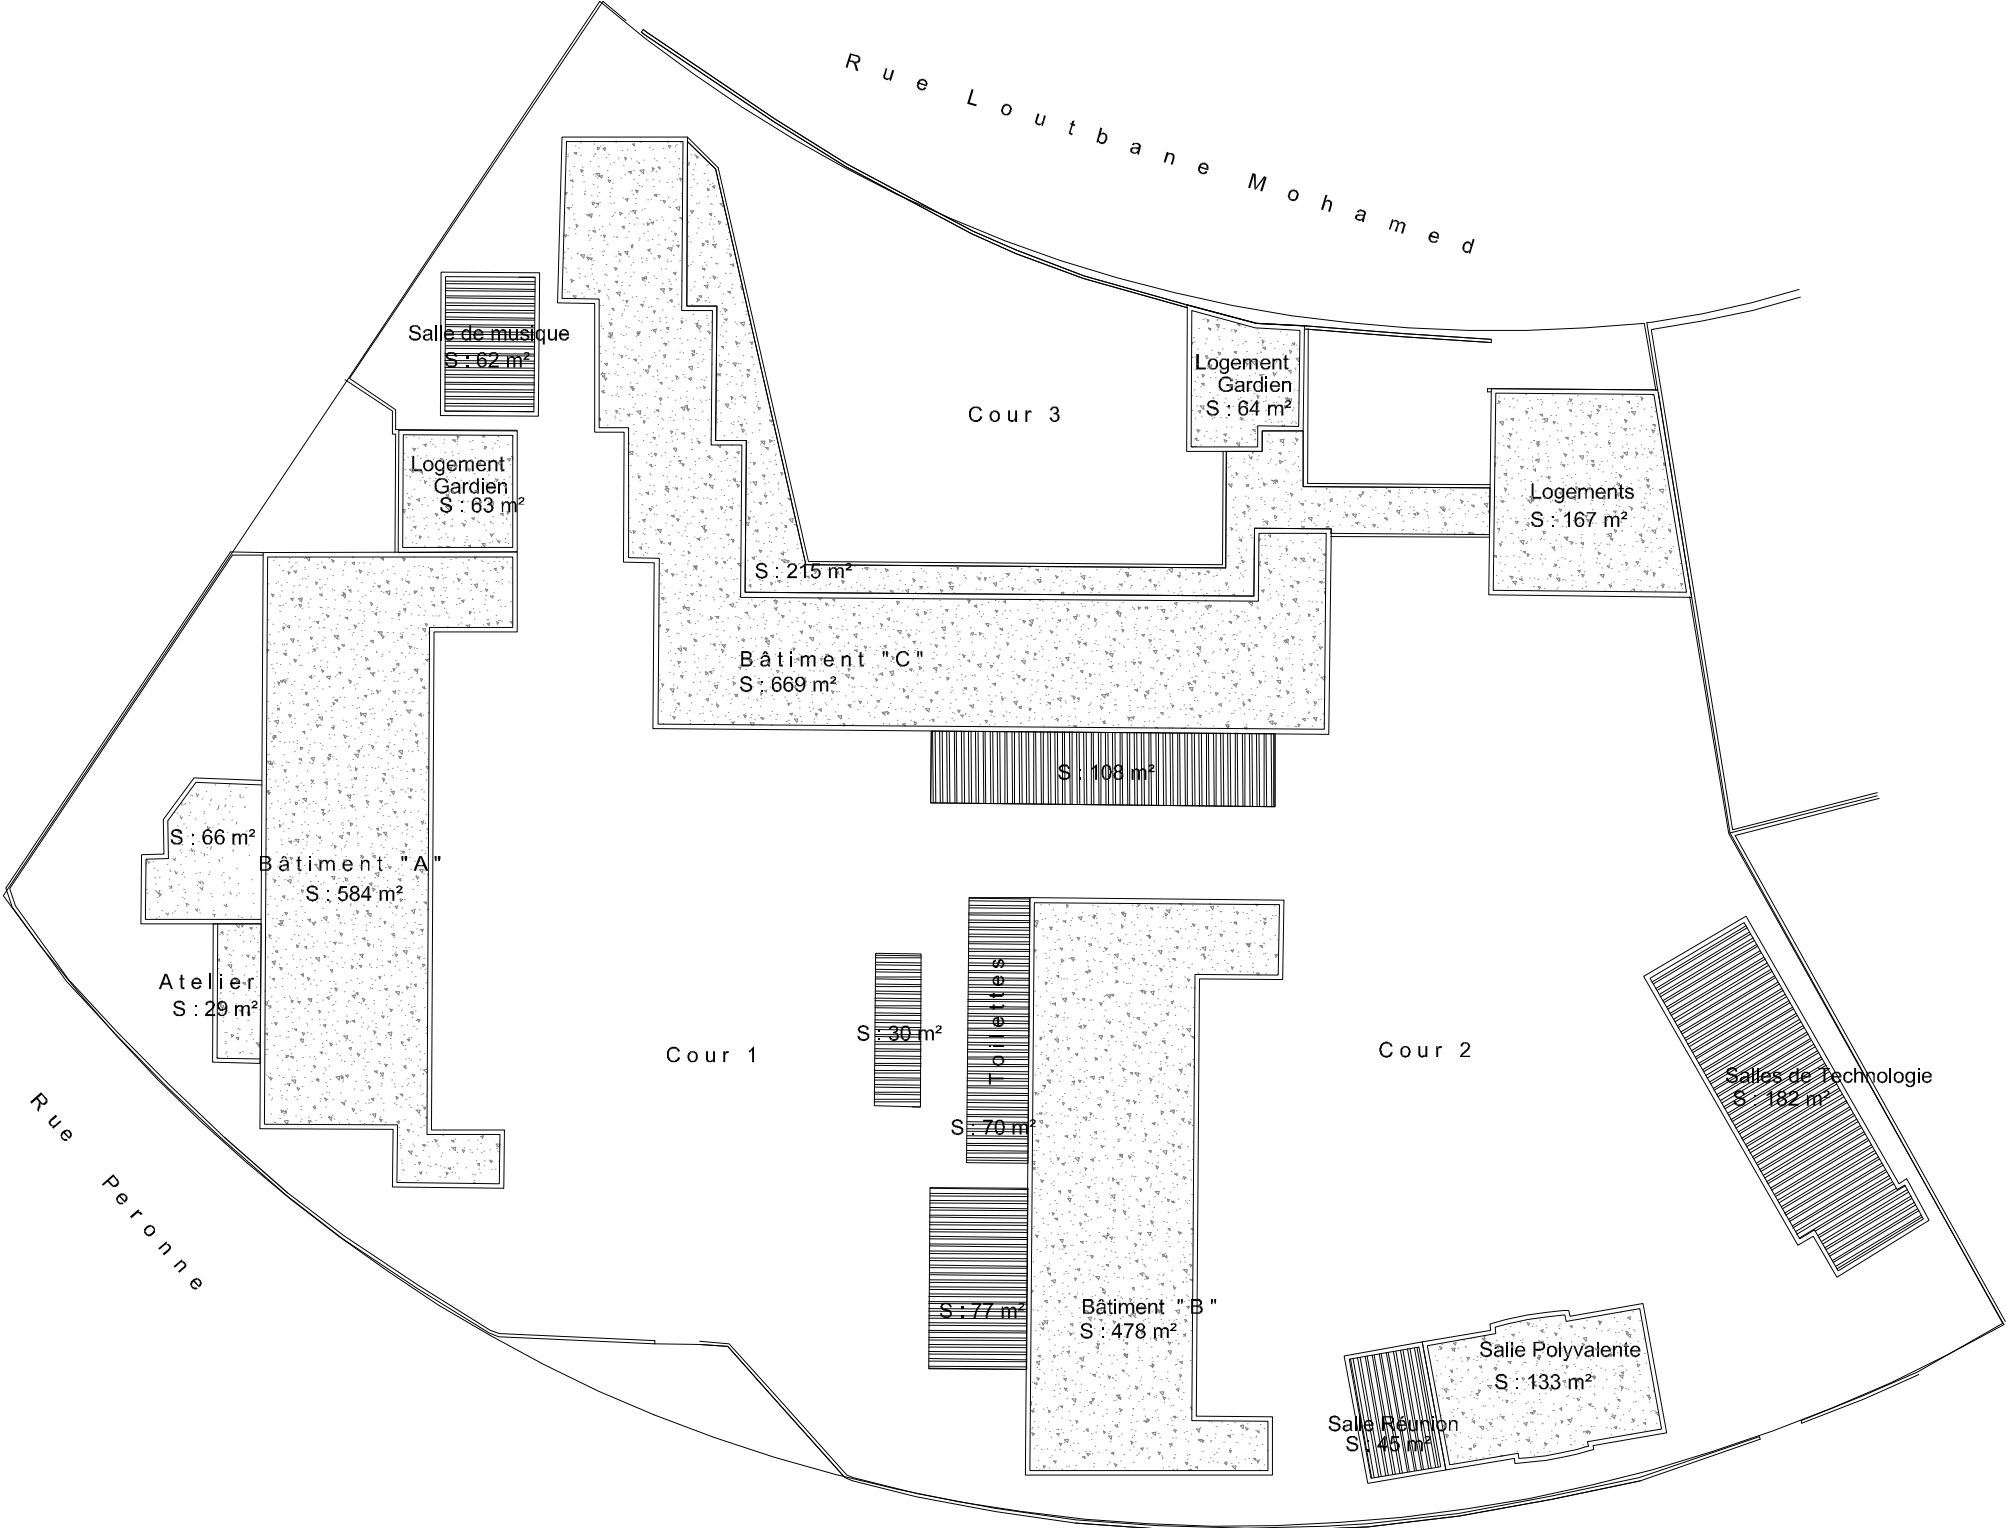 Rue Loutbane Mohamed
Salle de musique
S : 62 m²
Logement
Gardien
S : 64 m²
Cour 3
Logement
Gardien
S : 63 m²
Logements
S : 167 m²
S : 215 m²
Bâtiment "C"
S : 669 m²
S : 108 m²
S : 66 m²
Bâtiment "A"
S : 584 m²
Atelier
S : 29 m²
Cour 1
S : 30 m²
Toilettes
S : 70 m²
Cour 2
Salles de Technologie
S : 182 m²
Rue Peronne
S : 77 m²
Bâtiment "B"
S : 478 m²
Salle Polyvalente
S : 133 m²
Salle Réunion
S : 45 m²